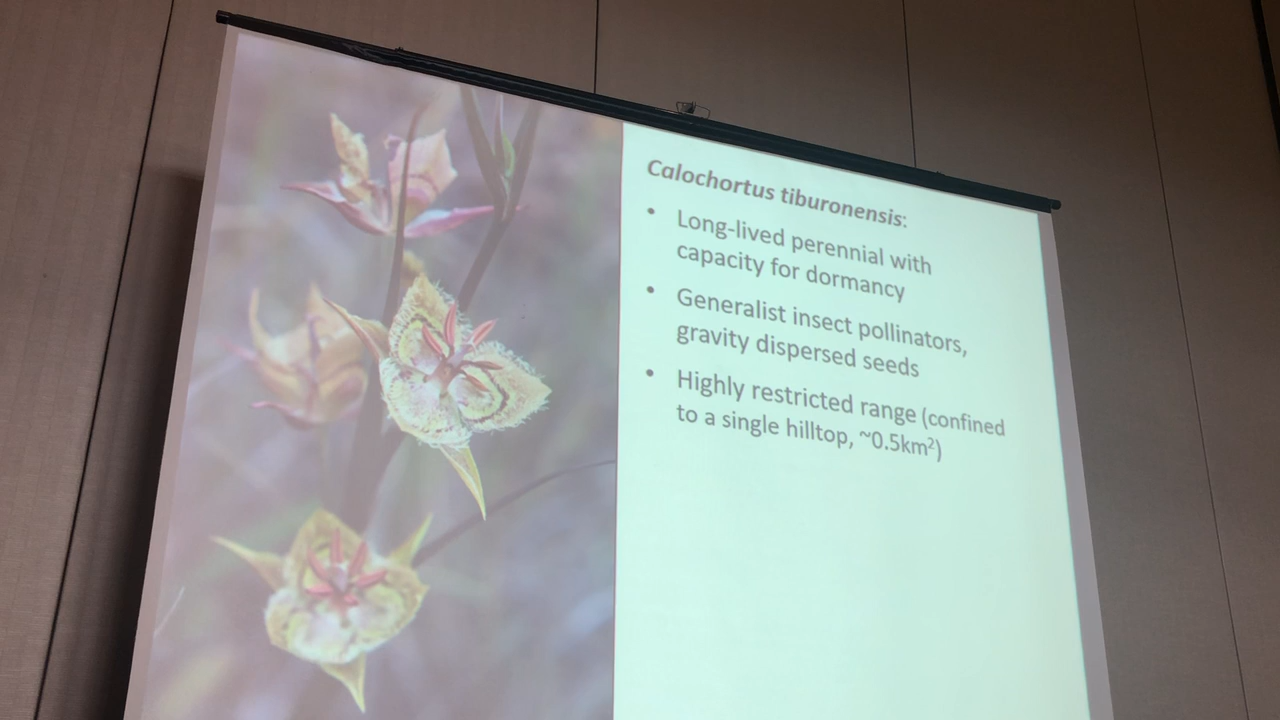 Calochortus tiburonensis:
• Long-lived perennial with
capacity for dormancy
• Generalist insect pollinators,
gravity dispersed seeds
• Highly restricted range (confined
to a single hilltop, ~0.5km²)